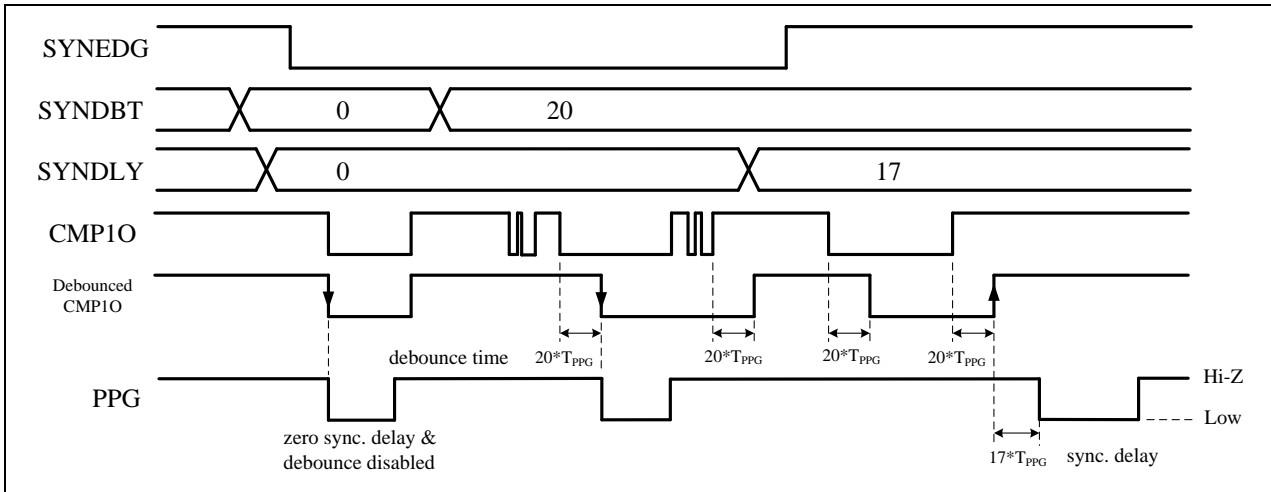 SYNEDG
SYNDBT
0
20
SYNDLY
0
17
CMP1O
Debounced
CMP1O
debounce time
20*TPPG
20*TPPG
20*TPPG
20*TPPG
PPG
Hi-Z
Low
zero sync. delay &
debounce disabled
17*TPPG
sync. delay